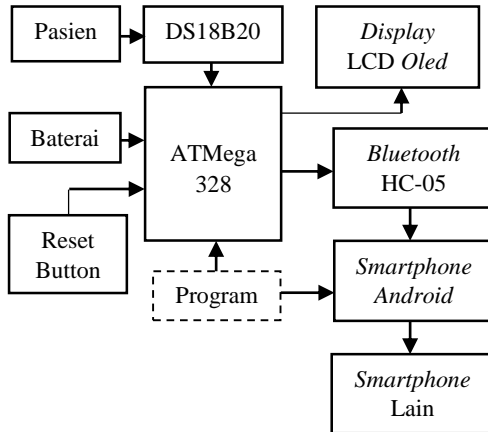 Pasien
DS18B20
Display
LCD Oled
Baterai
ATMega
328
Bluetooth
HC-05
Reset
Button
Program
Smartphone
Android
Smartphone
Lain